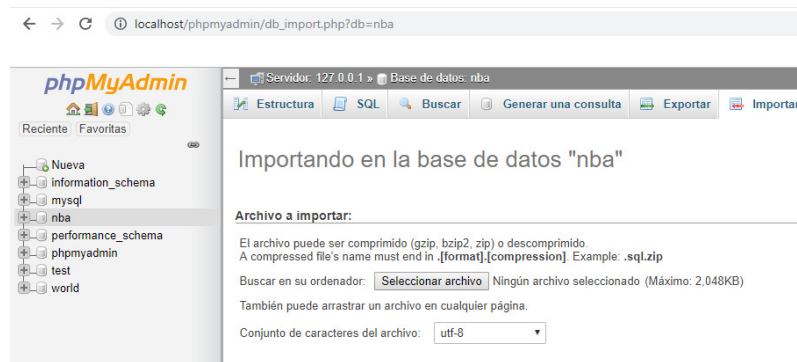 localhost/phpmyadmin/db_import.php?db=nba
phpMyAdmin
Reciente Favoritas
Nueva
information_schema
mysql
nba
performance_schema
phpmyadmin
test
world
Servidor: 127.0.0.1 » Base de datos: nba
Estructura SQL Buscar Generar una consulta Exportar Importar
Importando en la base de datos "nba"
Archivo a importar:
El archivo puede ser comprimido (gzip, bzip2, zip) o descomprimido.
A compressed file's name must end in .[format].[compression]. Example: .sql.zip
Buscar en su ordenador: Seleccionar archivo Ningún archivo seleccionado (Máximo: 2,048KB)
También puede arrastrar un archivo en cualquier página.
Conjunto de caracteres del archivo: utf-8